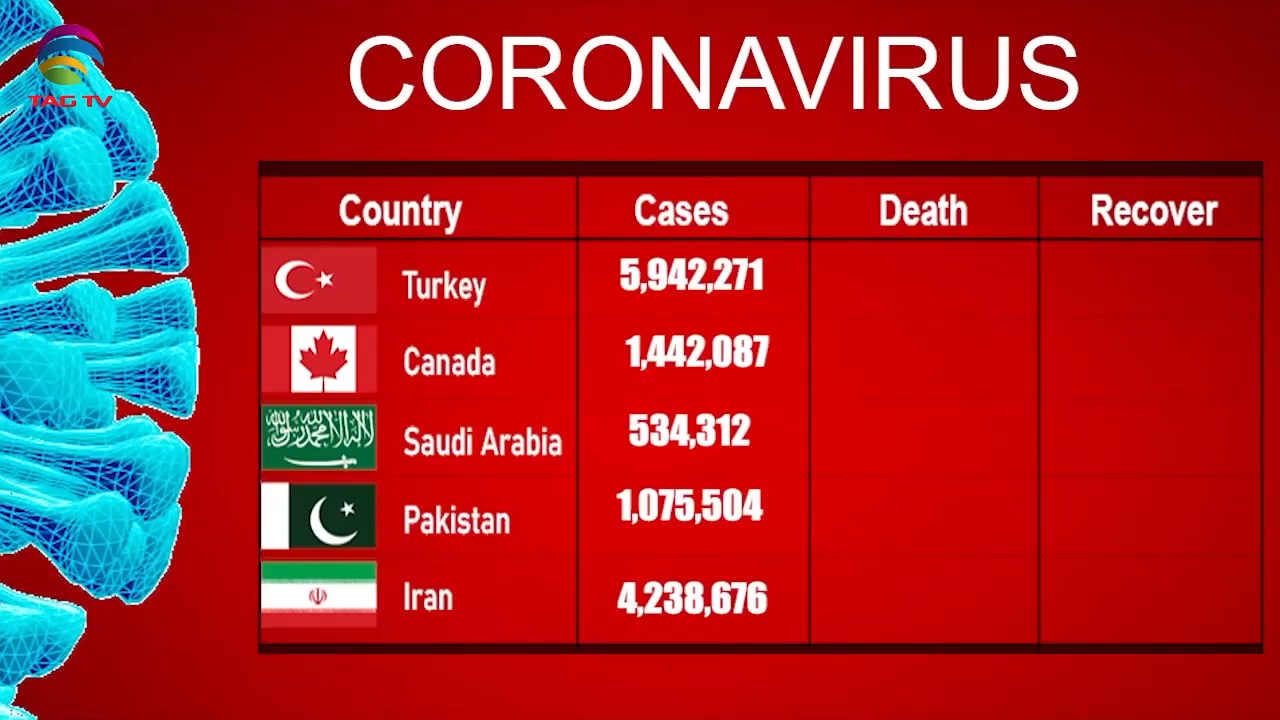 TAG TV
CORONAVIRUS
Country Cases Death Recover
Turkey 5,942,271
Canada 1,442,087
Saudi Arabia 534,312
Pakistan 1,075,504
Iran 4,238,676